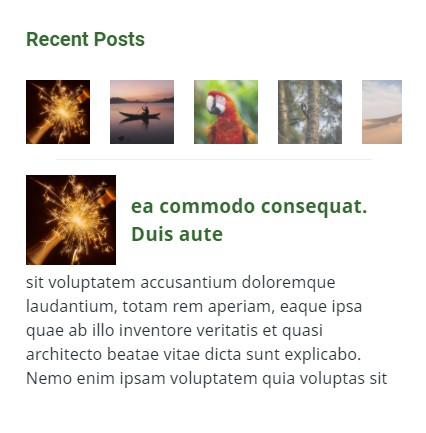 Recent Posts
ea commodo consequat.
Duis aute
sit voluptatem accusantium doloremque
laudantium, totam rem aperiam, eaque ipsa
quae ab illo inventore veritatis et quasi
architecto beatae vitae dicta sunt explicabo.
Nemo enim ipsam voluptatem quia voluptas sit